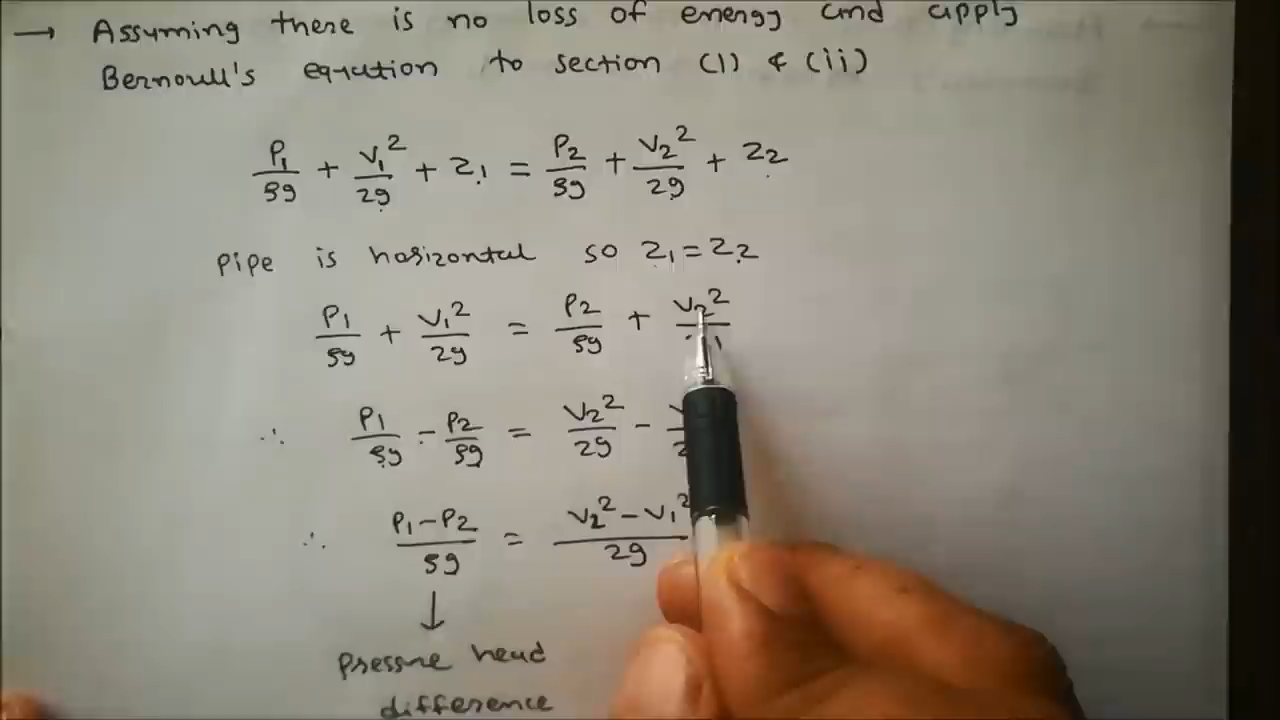 → Assuming there is no loss of energy and apply
Bernoull's equation to section (i) & (ii)
P₁/ρg + V₁²/2g + Z₁ = P₂/ρg + V₂²/2g + Z₂
Pipe is horizontal so Z₁ = Z₂
P₁/ρg + V₁²/2g = P₂/ρg + V₂²
∴ P₁/ρg - P₂/ρg = V₂²/2g -
∴ P₁-P₂/ρg = V₂²-V₁²/2g
↓
Pressure head
difference